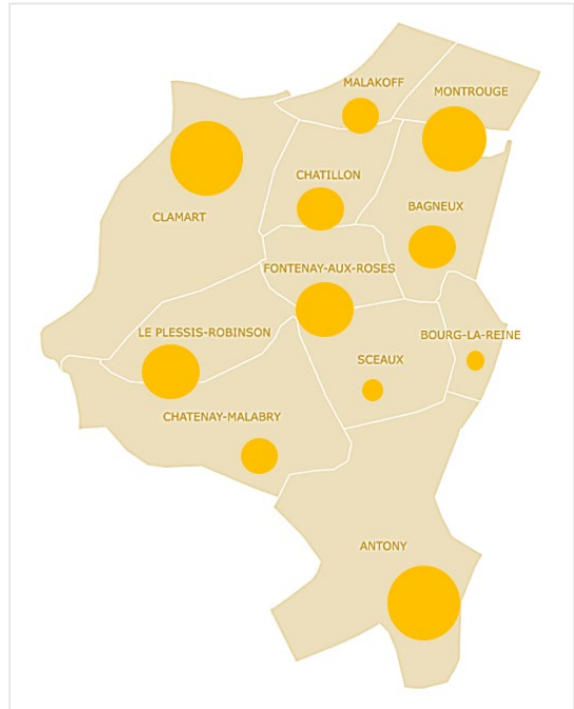 MALAKOFF
MONTROUGE
CHATILLON
BAGNEUX
CLAMART
FONTENAY-AUX-ROSES
LE PLESSIS-ROBINSON
BOURG-LA-REINE
SCEAUX
CHATENAY-MALABRY
ANTONY